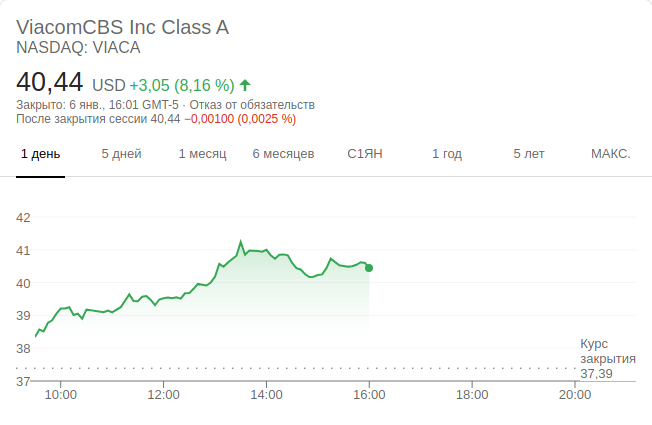 ViacomCBS Inc Class A
NASDAQ: VIACA
40,44 USD +3,05 (8,16 %)
Закрыто: 6 янв., 16:01 GMT-5 · Отказ от обязательств
После закрытия сессии 40,44 −0,00100 (0,0025 %)
1 день 5 дней 1 месяц 6 месяцев С1ЯН 1 год 5 лет МАКС.
42
41
40
39
38
Курс
закрытия
37,39
37
10:00 12:00 14:00 16:00 18:00 20:00